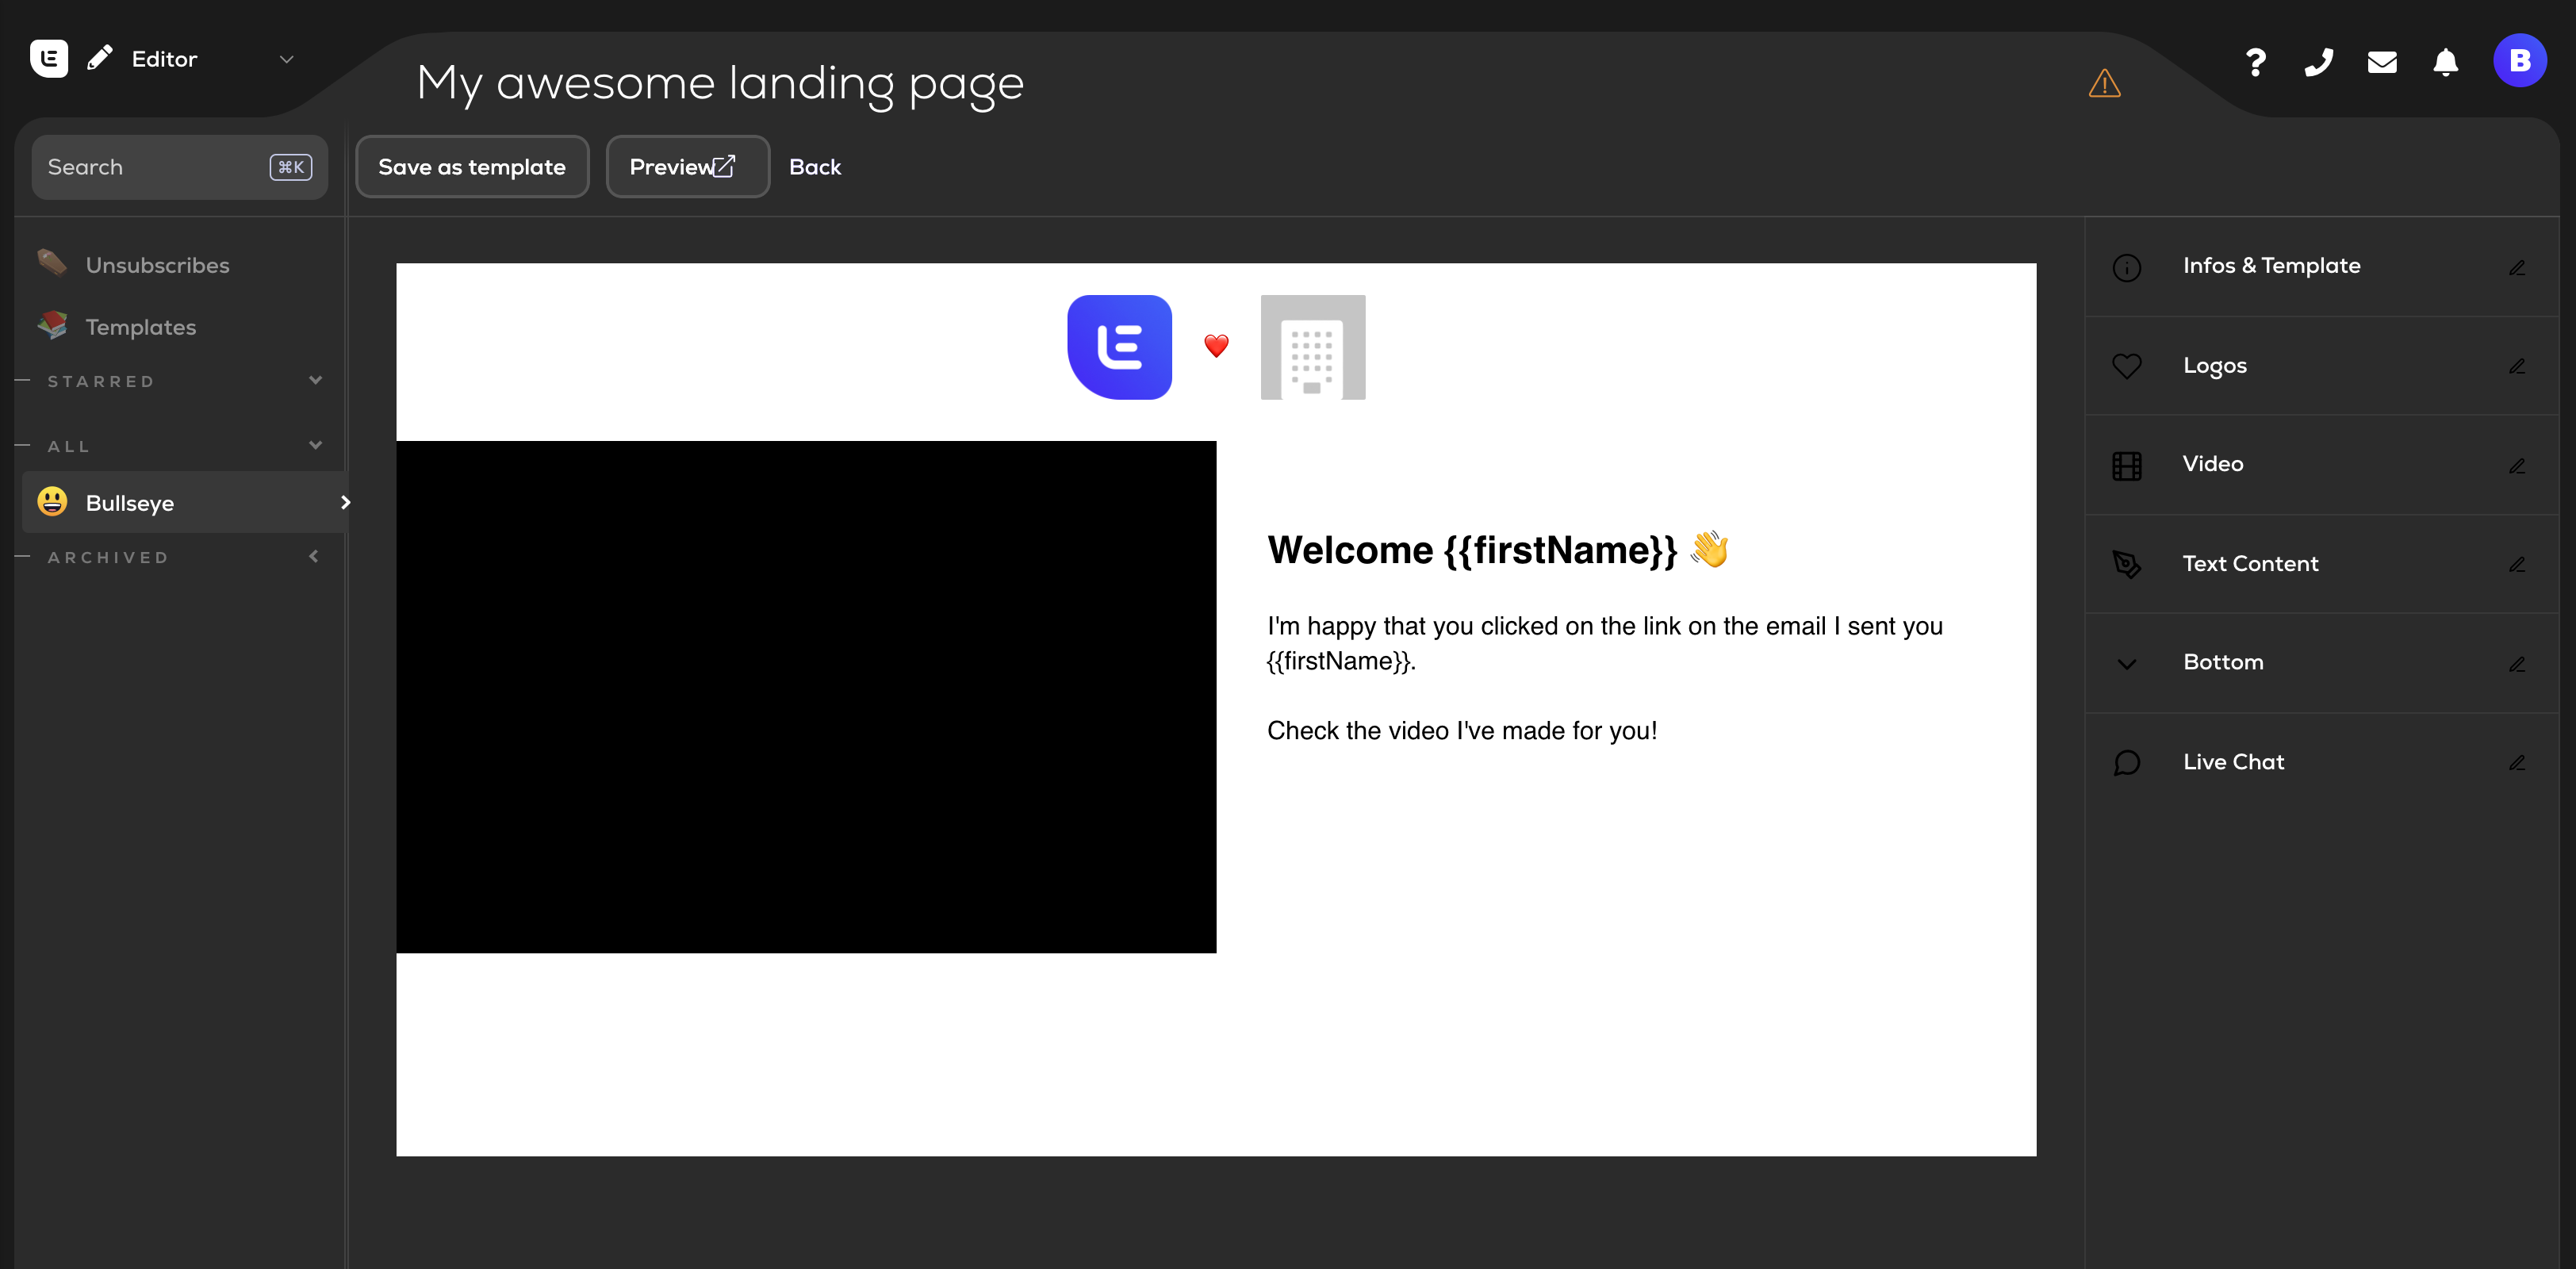 Editor
My awesome landing page
B
Search ⌘K
Save as template
Preview
Back
Unsubscribes
Templates
STARRED
ALL
Bullseye
ARCHIVED
Welcome {{firstName}} 👋
I'm happy that you clicked on the link on the email I sent you
{{firstName}}.
Check the video I've made for you!
Infos & Template
Logos
Video
Text Content
Bottom
Live Chat